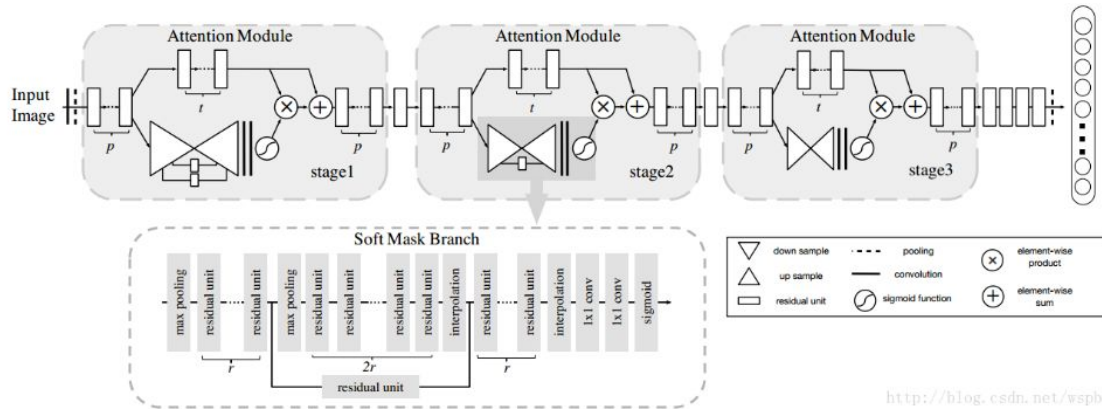 Attention Module
Attention Module
Attention Module
Input
Image
t
t
t
p
p
p
p
p
p
stage1
stage2
stage3
Soft Mask Branch
max pooling
residual unit
residual unit
max pooling
residual unit
residual unit
residual unit
residual unit
interpolation
residual unit
residual unit
interpolation
1x1 conv
1x1 conv
sigmoid
r
2r
r
residual unit
down sample
pooling
element-wise
product
up sample
convolution
residual unit
sigmoid function
element-wise
sum
http://blog.csdn.net/wspb